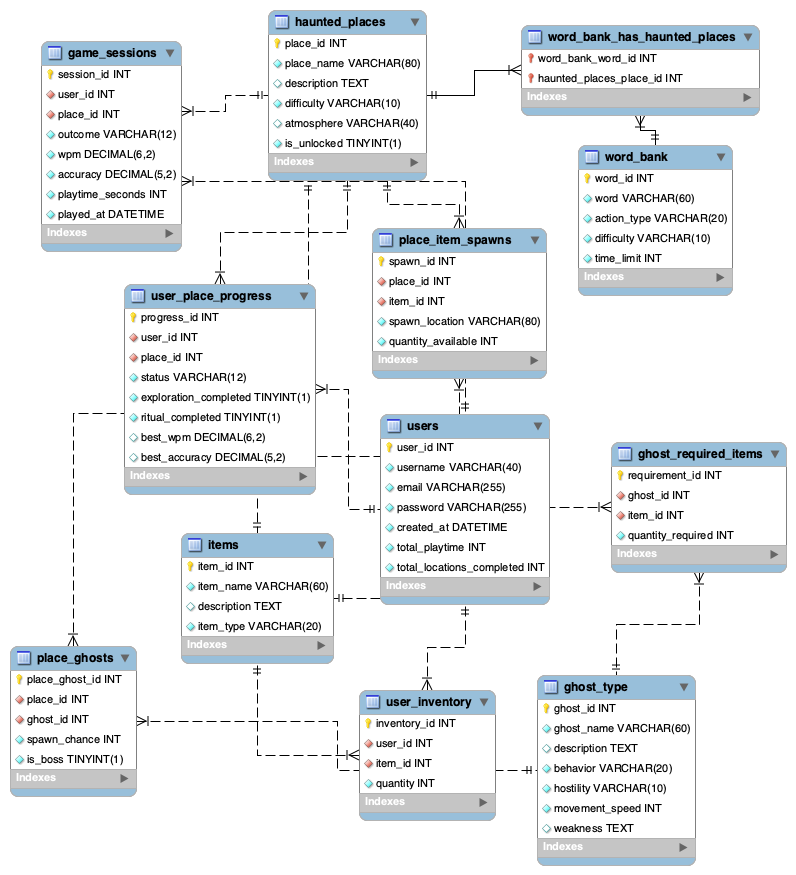 haunted_places
place_id INT
place_name VARCHAR(80)
description TEXT
difficulty VARCHAR(10)
atmosphere VARCHAR(40)
is_unlocked TINYINT(1)
Indexes
word_bank_has_haunted_places
word_bank_word_id INT
haunted_places_place_id INT
Indexes
game_sessions
session_id INT
user_id INT
place_id INT
outcome VARCHAR(12)
wpm DECIMAL(6,2)
accuracy DECIMAL(5,2)
playtime_seconds INT
played_at DATETIME
Indexes
word_bank
word_id INT
word VARCHAR(60)
action_type VARCHAR(20)
difficulty VARCHAR(10)
time_limit INT
Indexes
place_item_spawns
spawn_id INT
place_id INT
item_id INT
spawn_location VARCHAR(80)
quantity_available INT
Indexes
user_place_progress
progress_id INT
user_id INT
place_id INT
status VARCHAR(12)
exploration_completed TINYINT(1)
ritual_completed TINYINT(1)
best_wpm DECIMAL(6,2)
best_accuracy DECIMAL(5,2)
Indexes
users
user_id INT
username VARCHAR(40)
email VARCHAR(255)
password VARCHAR(255)
created_at DATETIME
total_playtime INT
total_locations_completed INT
Indexes
ghost_required_items
requirement_id INT
ghost_id INT
item_id INT
quantity_required INT
Indexes
items
item_id INT
item_name VARCHAR(60)
description TEXT
item_type VARCHAR(20)
Indexes
place_ghosts
place_ghost_id INT
place_id INT
ghost_id INT
spawn_chance INT
is_boss TINYINT(1)
Indexes
user_inventory
inventory_id INT
user_id INT
item_id INT
quantity INT
Indexes
ghost_type
ghost_id INT
ghost_name VARCHAR(60)
description TEXT
behavior VARCHAR(20)
hostility VARCHAR(10)
movement_speed INT
weakness TEXT
Indexes